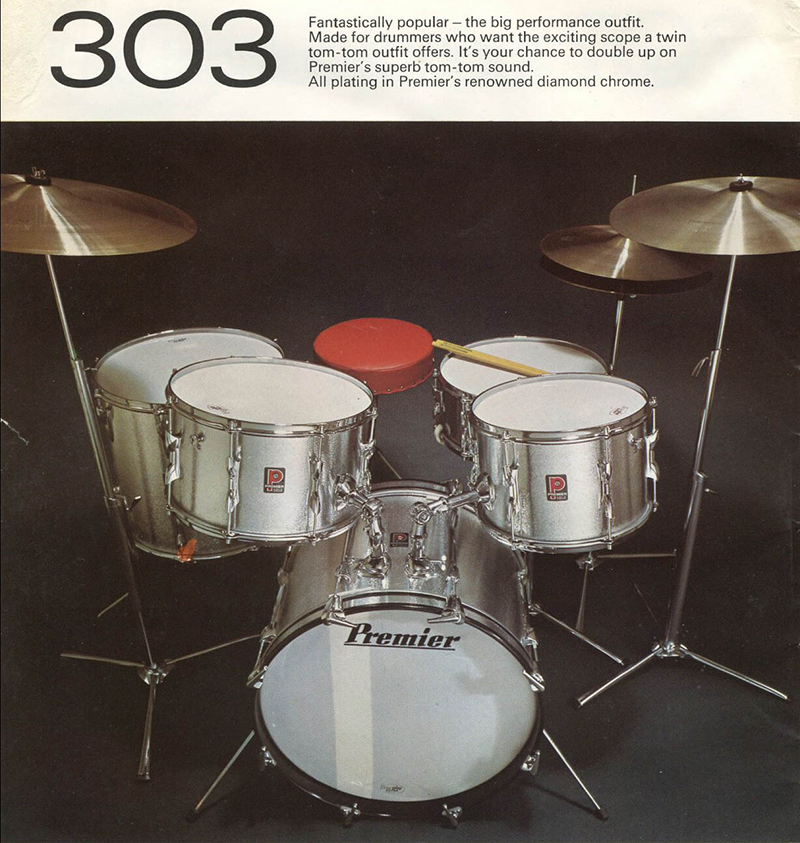 303
Fantastically popular – the big performance outfit.
Made for drummers who want the exciting scope a twin
tom-tom outfit offers. It's your chance to double up on
Premier's superb tom-tom sound.
All plating in Premier's renowned diamond chrome.
PREMIER
PREMIER
Premier